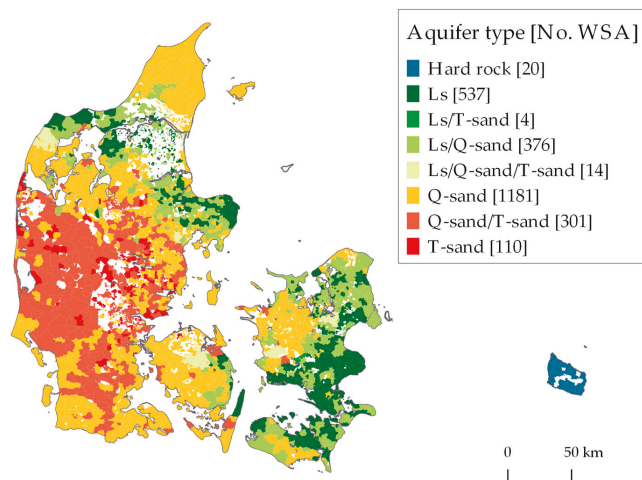 Aquifer type [No. WSA]
Hard rock [20]
Ls [537]
Ls/T-sand [4]
Ls/Q-sand [376]
Ls/Q-sand/T-sand [14]
Q-sand [1181]
Q-sand/T-sand [301]
T-sand [110]
0 50 km